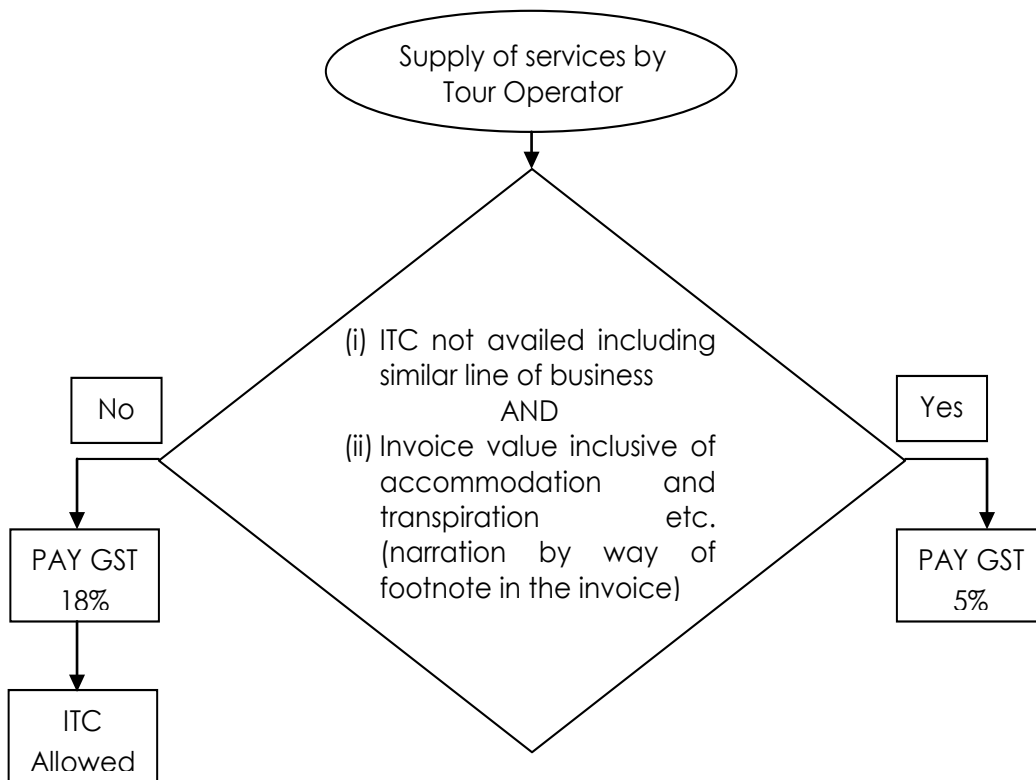 Supply of services by
Tour Operator
(i) ITC not availed including
similar line of business
AND
(ii) Invoice value inclusive of
accommodation and
transpiration etc.
(narration by way of
footnote in the invoice)
No
Yes
PAY GST
18%
PAY GST
5%
ITC
Allowed